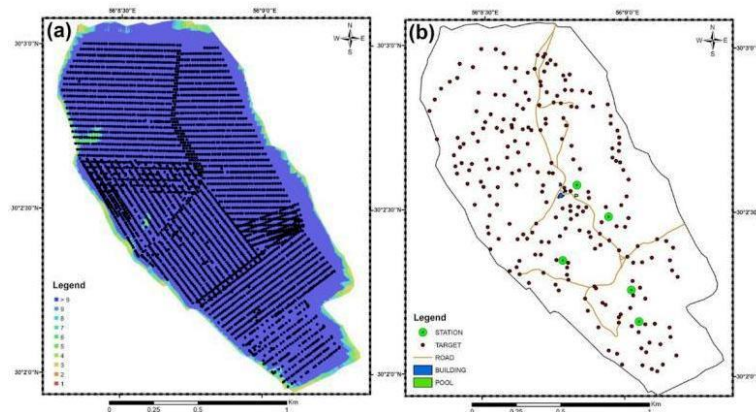 (a)
56°8'30"E
56°9'0"E
N
W E
S
30°3'0"N
30°2'30"N
30°2'0"N
Legend
> 9
9
8
7
6
5
4
3
2
1
Km
0 0.25 0.5 1
(b)
56°8'30"E
56°9'0"E
N
W E
S
30°3'0"N
30°2'30"N
30°2'0"N
Legend
STATION
TARGET
ROAD
BUILDING
POOL
Km
0 0.25 0.5 1